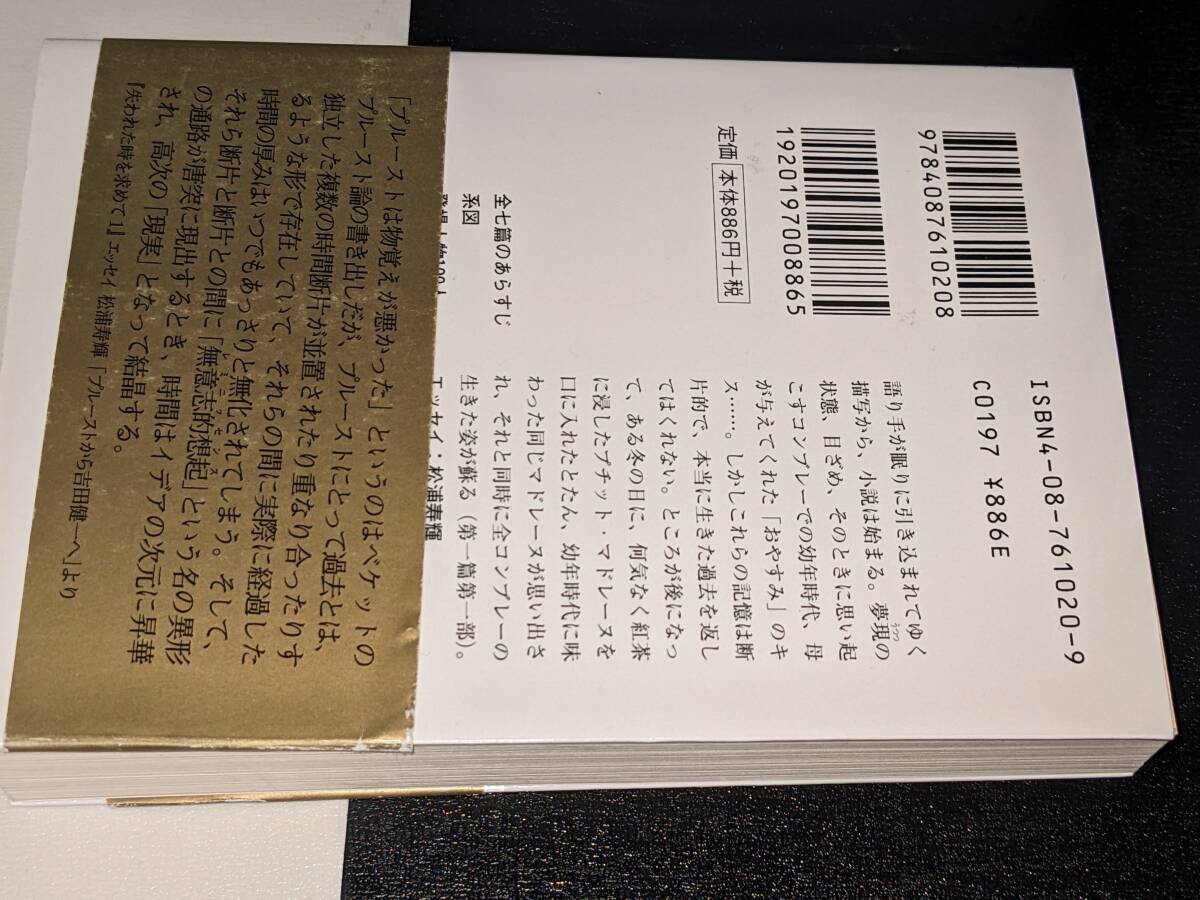 9784087610208
1920197008865
定価 本体886円+税
ISBN4-08-761020-9
C0197 ¥886E
語り手が眠りに引き込まれてゆく
描写から、小説は始まる。夢現の
うつつ
状態、目ざめ、そのときに思い起
こすコンブレーでの幼年時代、母
が与えてくれた「おやすみ」のキ
ス……。しかしこれらの記憶は断
片的で、本当に生きた過去を返し
てはくれない。ところが後になっ
て、ある冬の日に、何気なく紅茶
に浸したプチット・マドレーヌを
口に入れたとたん、幼年時代に味
わった同じマドレーヌが思い出さ
れ、それと同時に全コンブレーの
生きた姿が蘇る（第一篇第一部）。
全七篇のあらすじ
系図
エッセイ・松浦寿輝
「プルーストは物覚えが悪かった」というのはベケットの
プルースト論の書き出しだが、プルーストにとって過去とは、
独立した複数の時間断片が並置されたり重なり合ったりす
るような形で存在していて、それらの間に実際に経過した
時間の厚みはいつでもあっさりと無化されてしまう。そして、
それら断片と断片との間に「無意志的想起」という名の異形
レミニサンス
の通路が唐突に現出するとき、時間はイデアの次元に昇華
され、高次の「現実」となって結晶する。
『失われた時を求めて1』エッセイ 松浦寿輝「プルーストから吉田健一へ」より